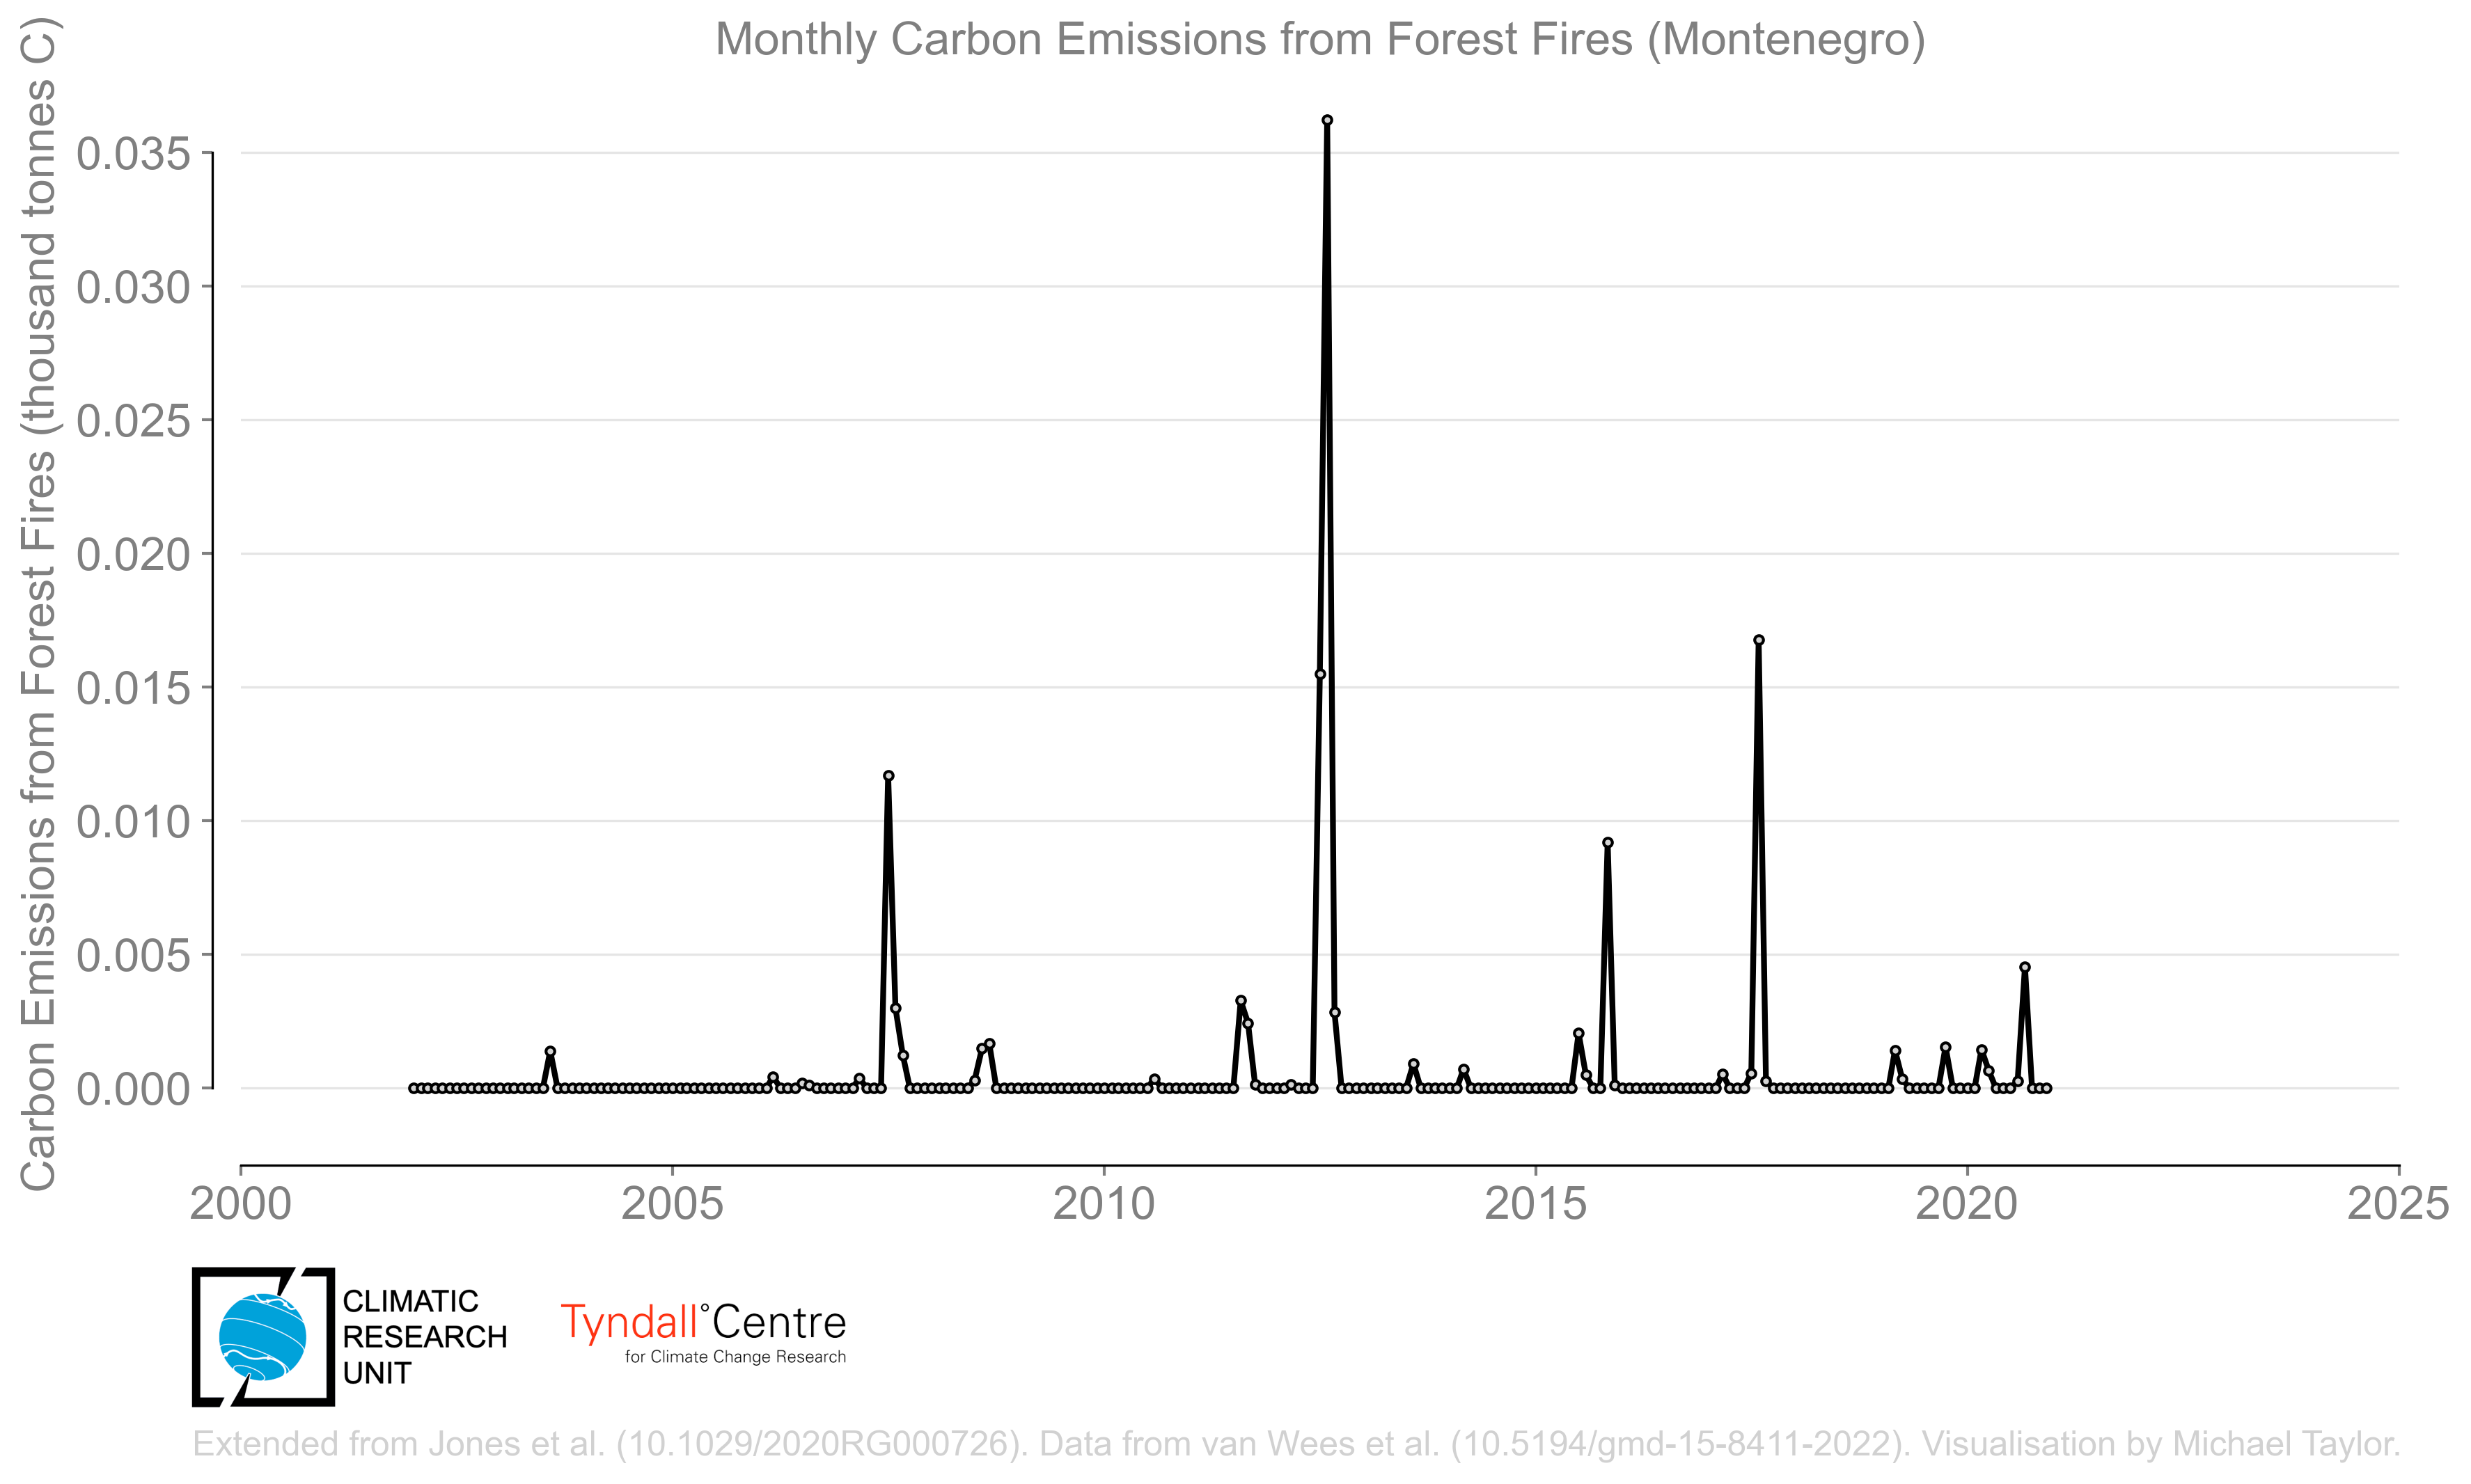 Monthly Carbon Emissions from Forest Fires (Montenegro)
Carbon Emissions from Forest Fires (thousand tonnes C)
0.035
0.030
0.025
0.020
0.015
0.010
0.005
0.000
2000 2005 2010 2015 2020 2025
CLIMATIC
RESEARCH
UNIT
Tyndall°Centre
for Climate Change Research
Extended from Jones et al. (10.1029/2020RG000726). Data from van Wees et al. (10.5194/gmd-15-8411-2022). Visualisation by Michael Taylor.